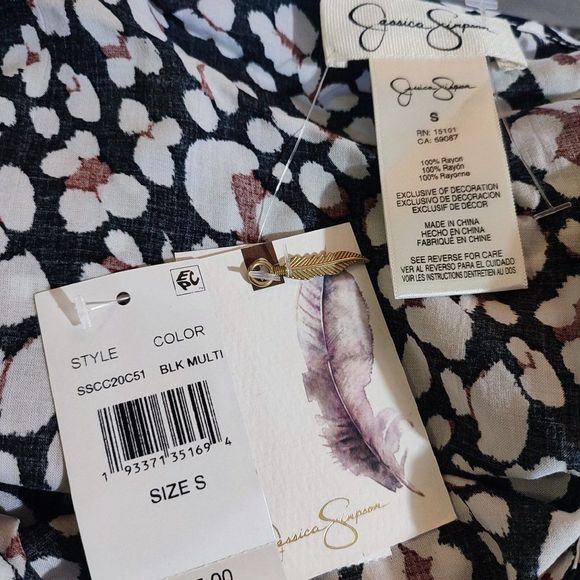 Jessica Simpson
Jessica Simpson
S
RN: 15101
CA: 59087
100% Rayon
100% Rayón
100% Rayonne
EXCLUSIVE OF DECORATION
EXCLUSIVO DE DECORACIÓN
EXCLUSIF DE DÉCOR
MADE IN CHINA
HECHO EN CHINA
FABRIQUÉ EN CHINE
SEE REVERSE FOR CARE
VER AL REVERSO PARA EL CUIDADO
VOIR LES INSTRUCTIONS D'ENTRETIEN AU DOS
EPC
STYLE COLOR
SSCC20C51 BLK MULTI
1 93371 35169 4
SIZE S
Jessica Simpson
.00